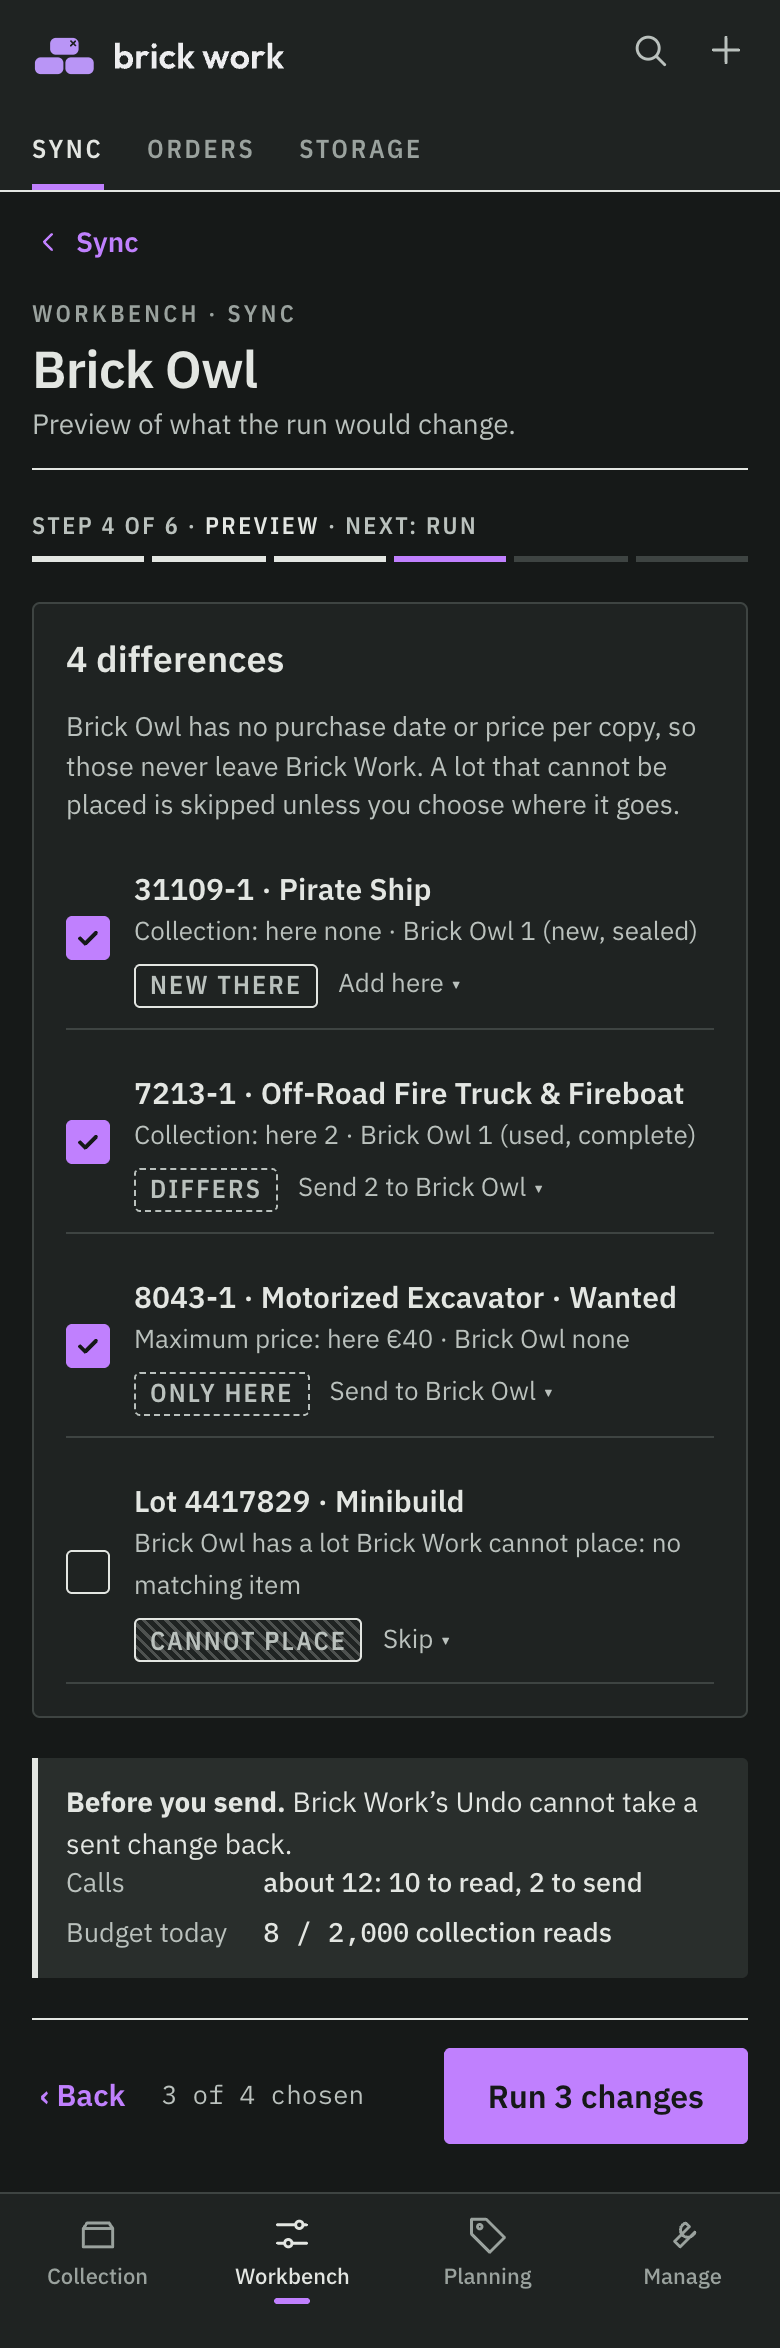 brick work
SYNC ORDERS STORAGE
Sync
WORKBENCH · SYNC
Brick Owl
Preview of what the run would change.
STEP 4 OF 6 · PREVIEW · NEXT: RUN
4 differences
Brick Owl has no purchase date or price per copy, so
those never leave Brick Work. A lot that cannot be
placed is skipped unless you choose where it goes.
31109-1 · Pirate Ship
Collection: here none · Brick Owl 1 (new, sealed)
NEW THERE Add here ▾
7213-1 · Off-Road Fire Truck & Fireboat
Collection: here 2 · Brick Owl 1 (used, complete)
DIFFERS Send 2 to Brick Owl ▾
8043-1 · Motorized Excavator · Wanted
Maximum price: here €40 · Brick Owl none
ONLY HERE Send to Brick Owl ▾
Lot 4417829 · Minibuild
Brick Owl has a lot Brick Work cannot place: no
matching item
CANNOT PLACE Skip ▾
Before you send. Brick Work’s Undo cannot take a
sent change back.
Calls about 12: 10 to read, 2 to send
Budget today 8 / 2,000 collection reads
‹ Back 3 of 4 chosen Run 3 changes
Collection Workbench Planning Manage